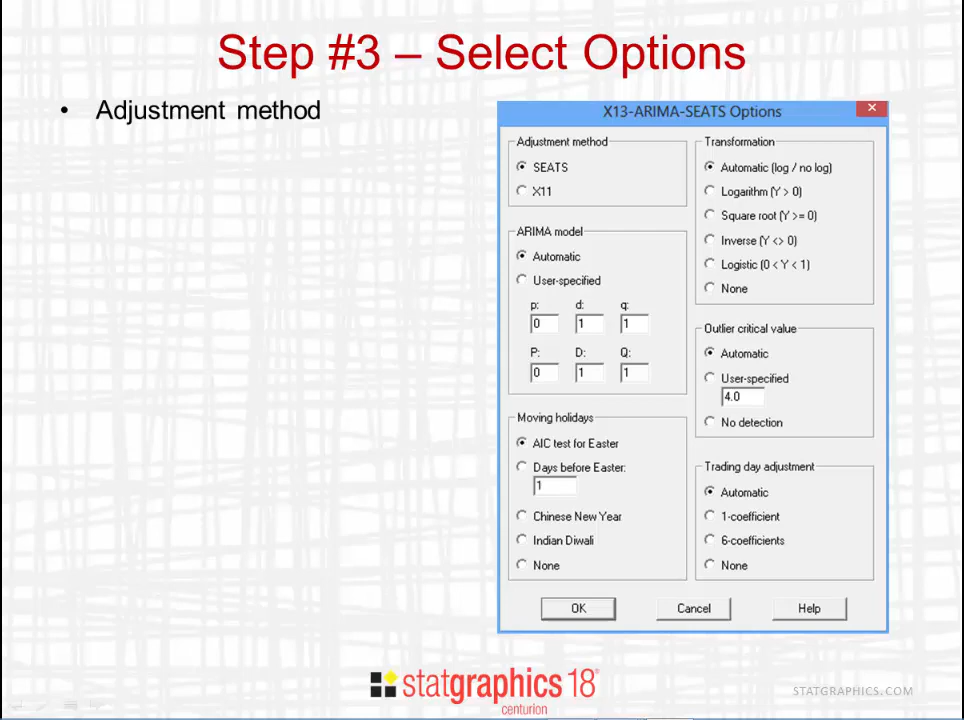 Step #3 – Select Options
• Adjustment method
X13-ARIMA-SEATS Options
Adjustment method
SEATS
X11
ARIMA model
Automatic
User-specified
p: d: q:
0 1 1
P: D: Q:
0 1 1
Moving holidays
AIC test for Easter
Days before Easter:
1
Chinese New Year
Indian Diwali
None
Transformation
Automatic (log / no log)
Logarithm (Y > 0)
Square root (Y >= 0)
Inverse (Y <> 0)
Logistic (0 < Y < 1)
None
Outlier critical value
Automatic
User-specified
4.0
No detection
Trading day adjustment
Automatic
1-coefficient
6-coefficients
None
OK Cancel Help
statgraphics 18®
centurion
STATGRAPHICS.COM